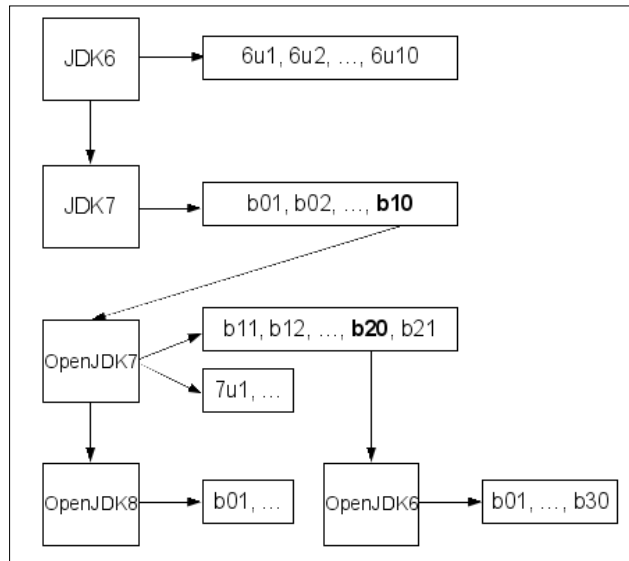 JDK6
6u1, 6u2, ..., 6u10
JDK7
b01, b02, ..., b10
OpenJDK7
b11, b12, ..., b20, b21
7u1, ...
OpenJDK8
b01, ...
OpenJDK6
b01, ..., b30